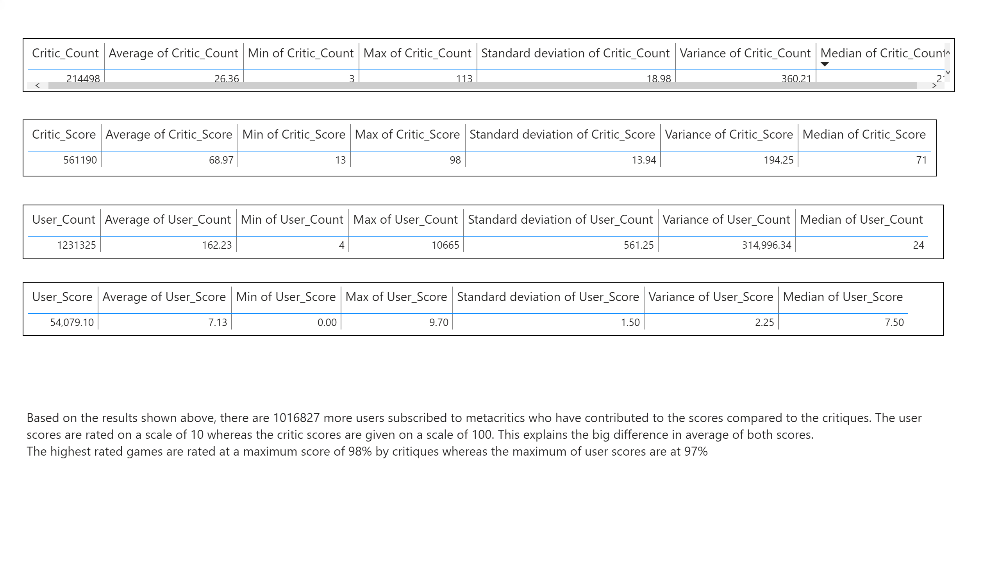 Critic_Count Average of Critic_Count Min of Critic_Count Max of Critic_Count Standard deviation of Critic_Count Variance of Critic_Count Median of Critic_Count
214498 26.36 3 113 18.98 360.21
Critic_Score Average of Critic_Score Min of Critic_Score Max of Critic_Score Standard deviation of Critic_Score Variance of Critic_Score Median of Critic_Score
561190 68.97 13 98 13.94 194.25 71
User_Count Average of User_Count Min of User_Count Max of User_Count Standard deviation of User_Count Variance of User_Count Median of User_Count
1231325 162.23 4 10665 561.25 314,996.34 24
User_Score Average of User_Score Min of User_Score Max of User_Score Standard deviation of User_Score Variance of User_Score Median of User_Score
54,079.10 7.13 0.00 9.70 1.50 2.25 7.50
Based on the results shown above, there are 1016827 more users subscribed to metacritics who have contributed to the scores compared to the critiques. The user
scores are rated on a scale of 10 whereas the critic scores are given on a scale of 100. This explains the big difference in average of both scores.
The highest rated games are rated at a maximum score of 98% by critiques whereas the maximum of user scores are at 97%